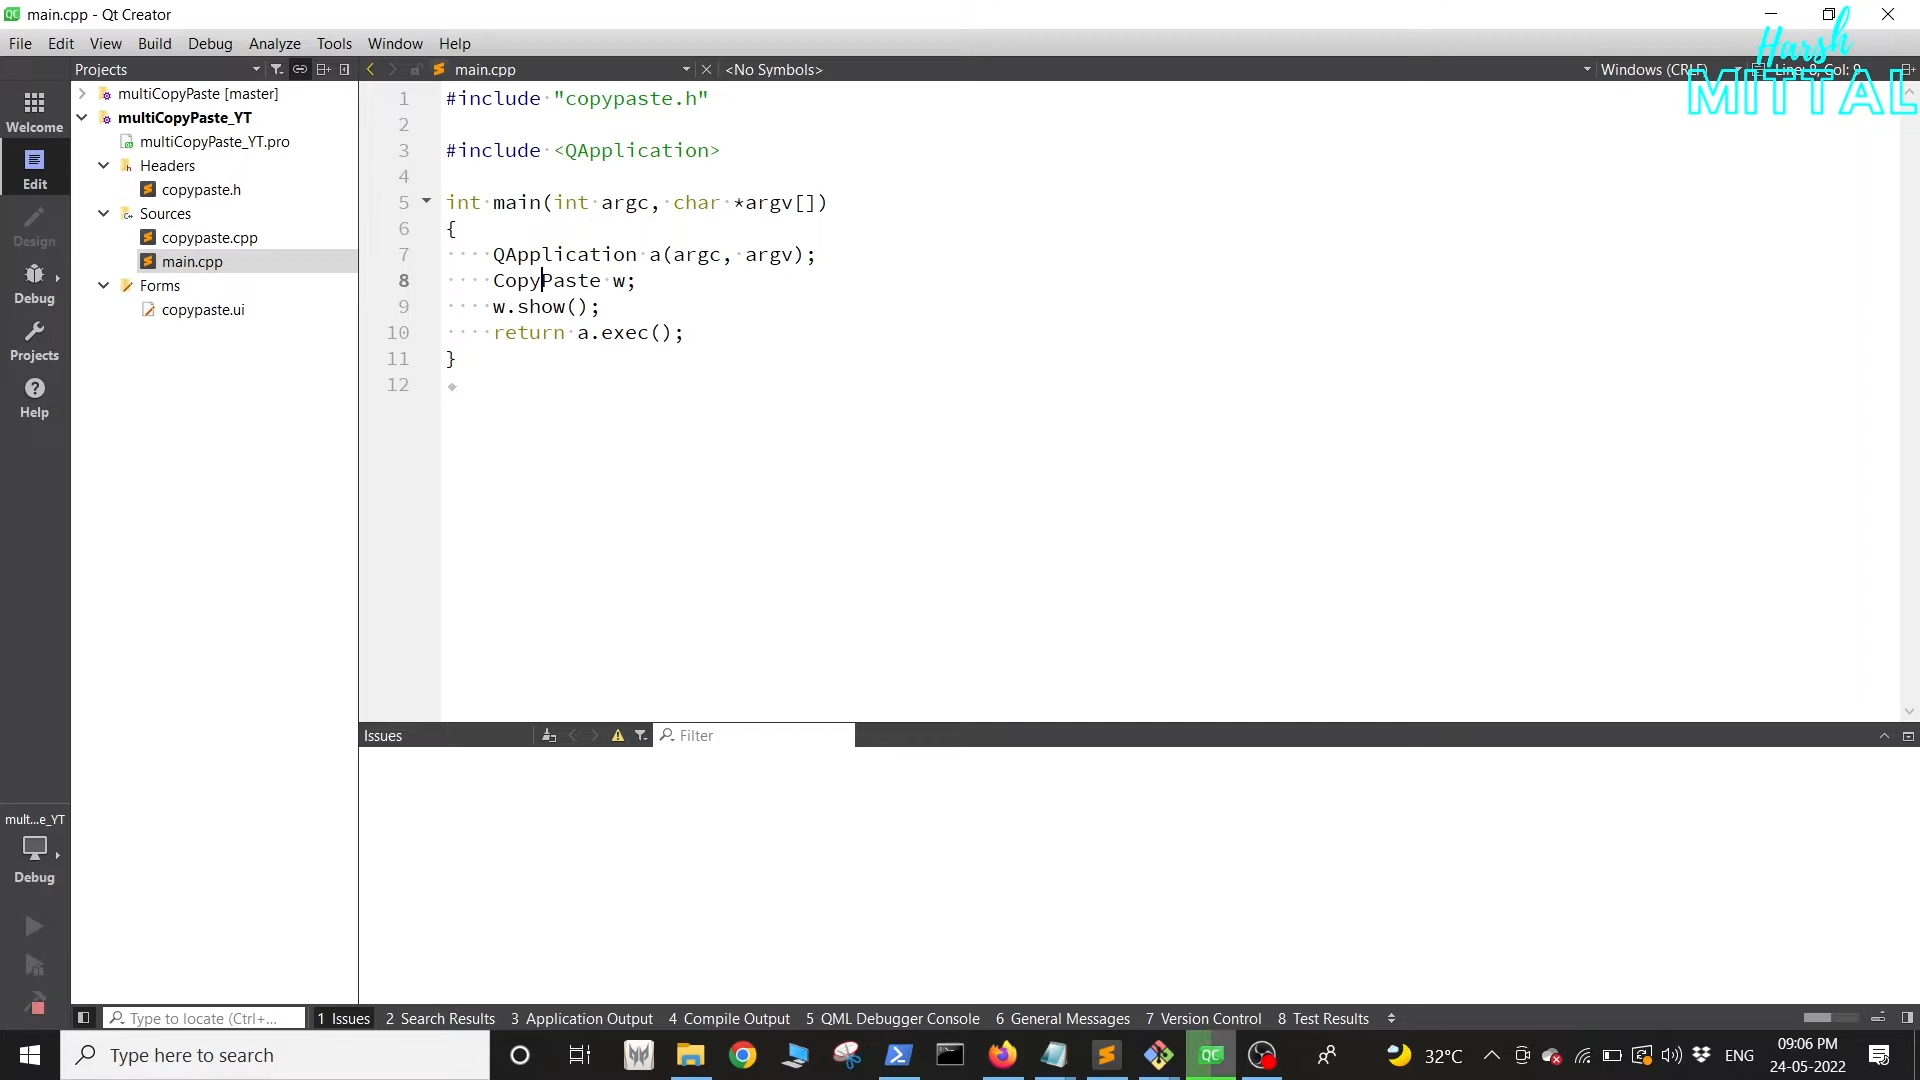 main.cpp - Qt Creator
File Edit View Build Debug Analyze Tools Window Help
Harsh
MITTAL
Projects
main.cpp
<No Symbols>
Windows (CRLF)
Line: 8, Col: 9
Welcome
Edit
Design
Debug
Projects
Help
mult...e_YT
Debug
multiCopyPaste [master]
multiCopyPaste_YT
multiCopyPaste_YT.pro
Headers
copypaste.h
Sources
copypaste.cpp
main.cpp
Forms
copypaste.ui
1 #include "copypaste.h"
2
3 #include <QApplication>
4
5 int main(int argc, char *argv[])
6 {
7 QApplication a(argc, argv);
8 CopyPaste w;
9 w.show();
10 return a.exec();
11 }
12
Issues
Filter
Type to locate (Ctrl+...
1 Issues 2 Search Results 3 Application Output 4 Compile Output 5 QML Debugger Console 6 General Messages 7 Version Control 8 Test Results
Type here to search
QC
32°C
ENG
09:06 PM
24-05-2022